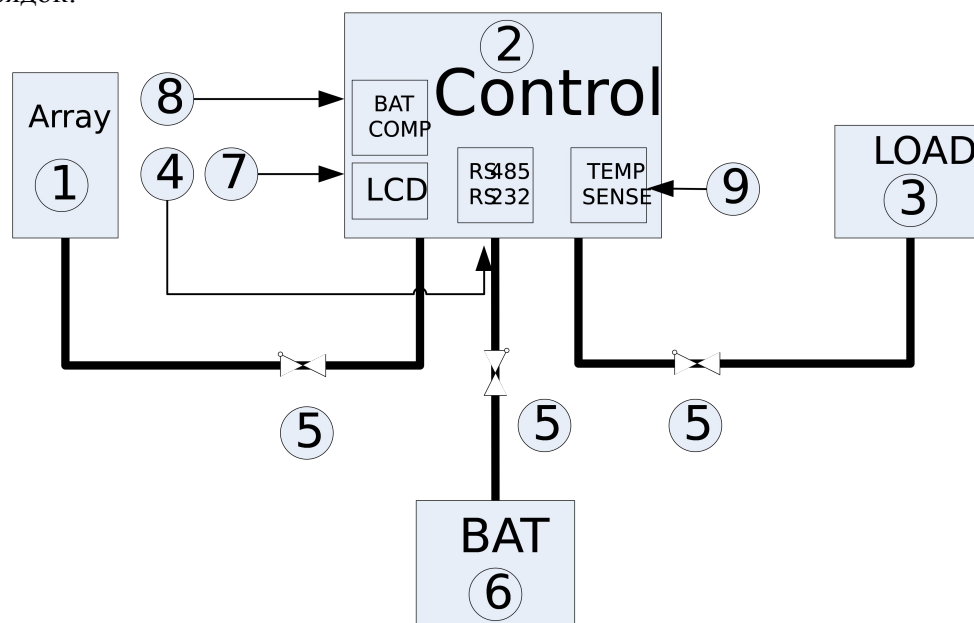 2
Control
Array
1
8
BAT
COMP
4
7
LCD
RS485
RS232
TEMP
SENSE
9
LOAD
3
5
5
5
BAT
6